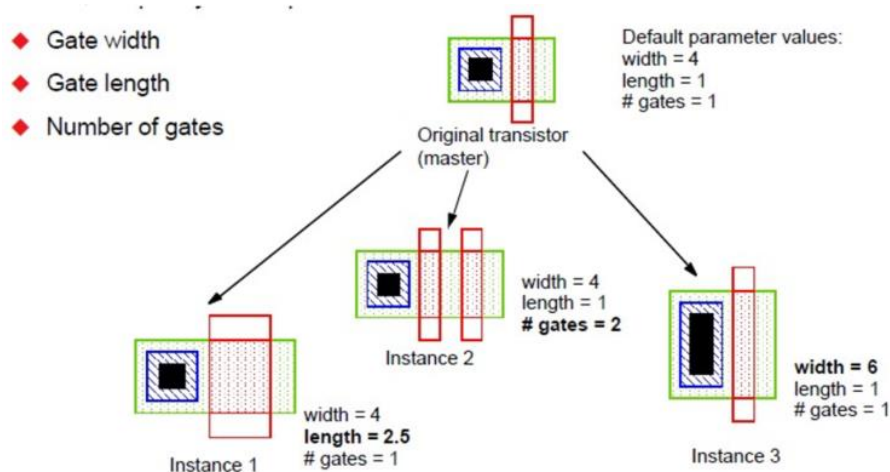 Gate width
Gate length
Number of gates
Default parameter values:
width = 4
length = 1
# gates = 1
Original transistor
(master)
width = 4
length = 1
# gates = 2
Instance 2
width = 4
length = 2.5
# gates = 1
Instance 1
width = 6
length = 1
# gates = 1
Instance 3